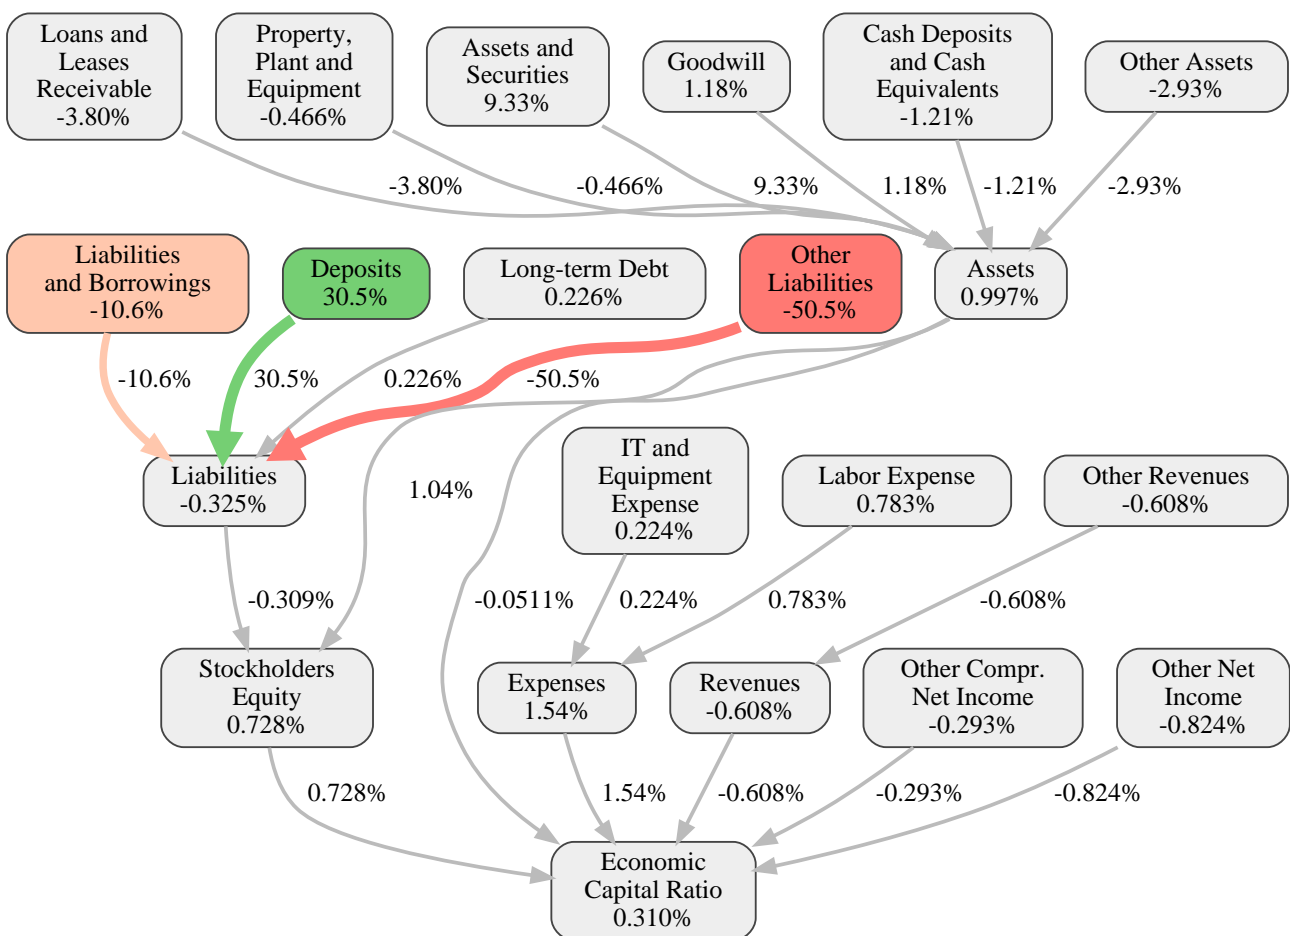 Loans and
Leases
Receivable
-3.80%
Property,
Plant and
Equipment
-0.466%
Assets and
Securities
9.33%
Goodwill
1.18%
Cash Deposits
and Cash
Equivalents
-1.21%
Other Assets
-2.93%
-3.80%
-0.466%
9.33%
1.18%
-1.21%
-2.93%
Liabilities
and Borrowings
-10.6%
Deposits
30.5%
Long-term Debt
0.226%
Other
Liabilities
-50.5%
Assets
0.997%
-10.6%
30.5%
0.226%
-50.5%
Liabilities
-0.325%
1.04%
IT and
Equipment
Expense
0.224%
Labor Expense
0.783%
Other Revenues
-0.608%
-0.309%
-0.0511%
0.224%
0.783%
-0.608%
Stockholders
Equity
0.728%
Expenses
1.54%
Revenues
-0.608%
Other Compr.
Net Income
-0.293%
Other Net
Income
-0.824%
0.728%
1.54%
-0.608%
-0.293%
-0.824%
Economic
Capital Ratio
0.310%